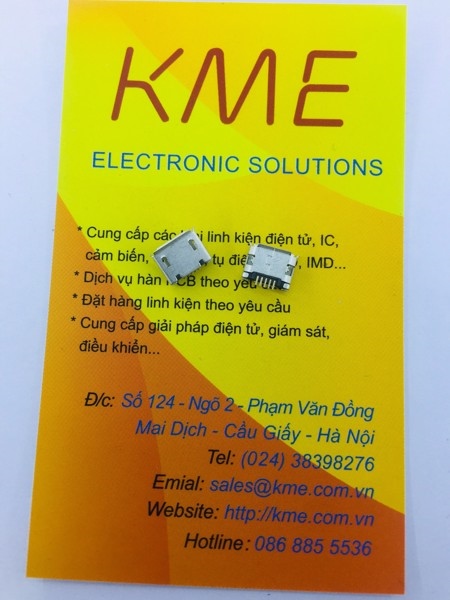 KME
ELECTRONIC SOLUTIONS
* Cung cấp các linh kiện điện tử, IC,
cảm biến, tụ IMD...
* Dịch vụ hàn PCB theo yêu
* Đặt hàng linh kiện theo yêu cầu
* Cung cấp giải pháp điện tử, giám sát,
điều khiển...
Đ/c: Số 124 - Ngõ 2 - Phạm Văn Đồng
Mai Dịch - Cầu Giấy - Hà Nội
Tel: (024) 38398276
Emial: sales@kme.com.vn
Website: http://kme.com.vn
Hotline: 086 885 5536